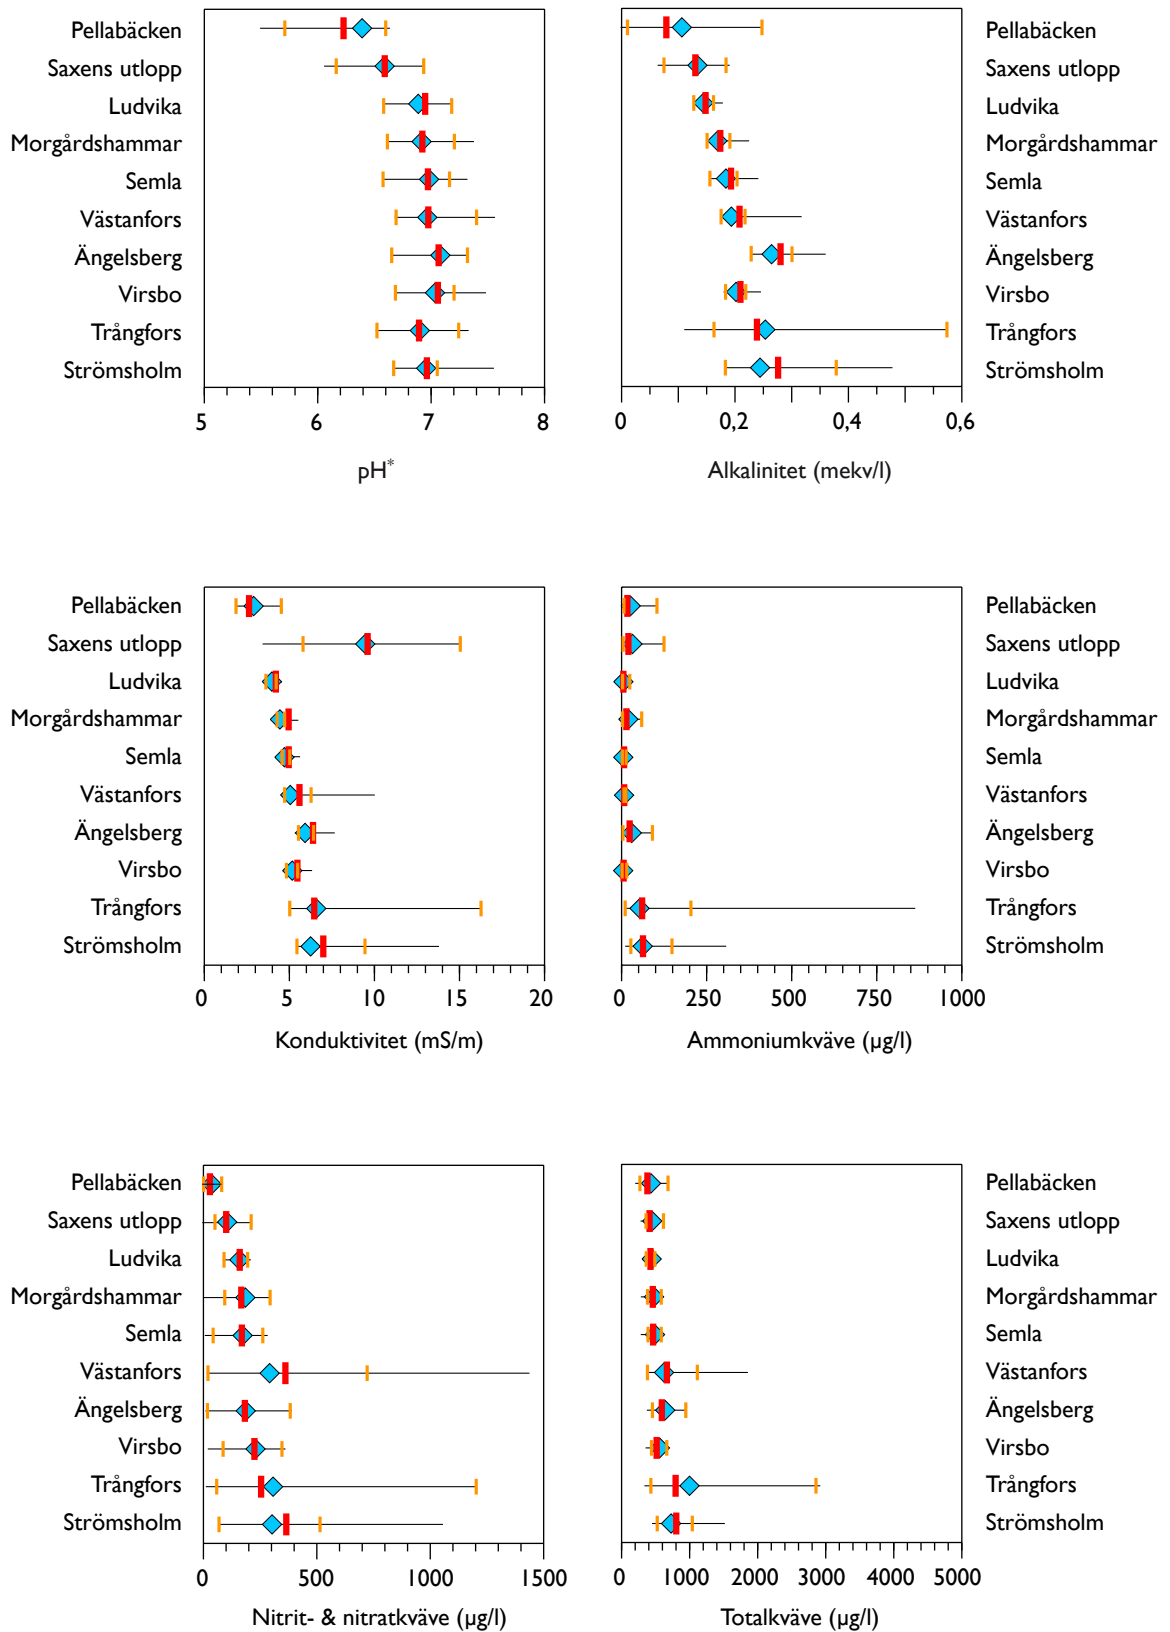 Pellabäcken
Saxens utlopp
Ludvika
Morgårdshammar
Semla
Västanfors
Ängelsberg
Virsbo
Trångfors
Strömsholm
5 6 7 8
pH*
Pellabäcken
Saxens utlopp
Ludvika
Morgårdshammar
Semla
Västanfors
Ängelsberg
Virsbo
Trångfors
Strömsholm
0 0,2 0,4 0,6
Alkalinitet (mekv/l)
Pellabäcken
Saxens utlopp
Ludvika
Morgårdshammar
Semla
Västanfors
Ängelsberg
Virsbo
Trångfors
Strömsholm
0 5 10 15 20
Konduktivitet (mS/m)
Pellabäcken
Saxens utlopp
Ludvika
Morgårdshammar
Semla
Västanfors
Ängelsberg
Virsbo
Trångfors
Strömsholm
0 250 500 750 1000
Ammoniumkväve (µg/l)
Pellabäcken
Saxens utlopp
Ludvika
Morgårdshammar
Semla
Västanfors
Ängelsberg
Virsbo
Trångfors
Strömsholm
0 500 1000 1500
Nitrit- & nitratkväve (µg/l)
Pellabäcken
Saxens utlopp
Ludvika
Morgårdshammar
Semla
Västanfors
Ängelsberg
Virsbo
Trångfors
Strömsholm
0 1000 2000 3000 4000 5000
Totalkväve (µg/l)